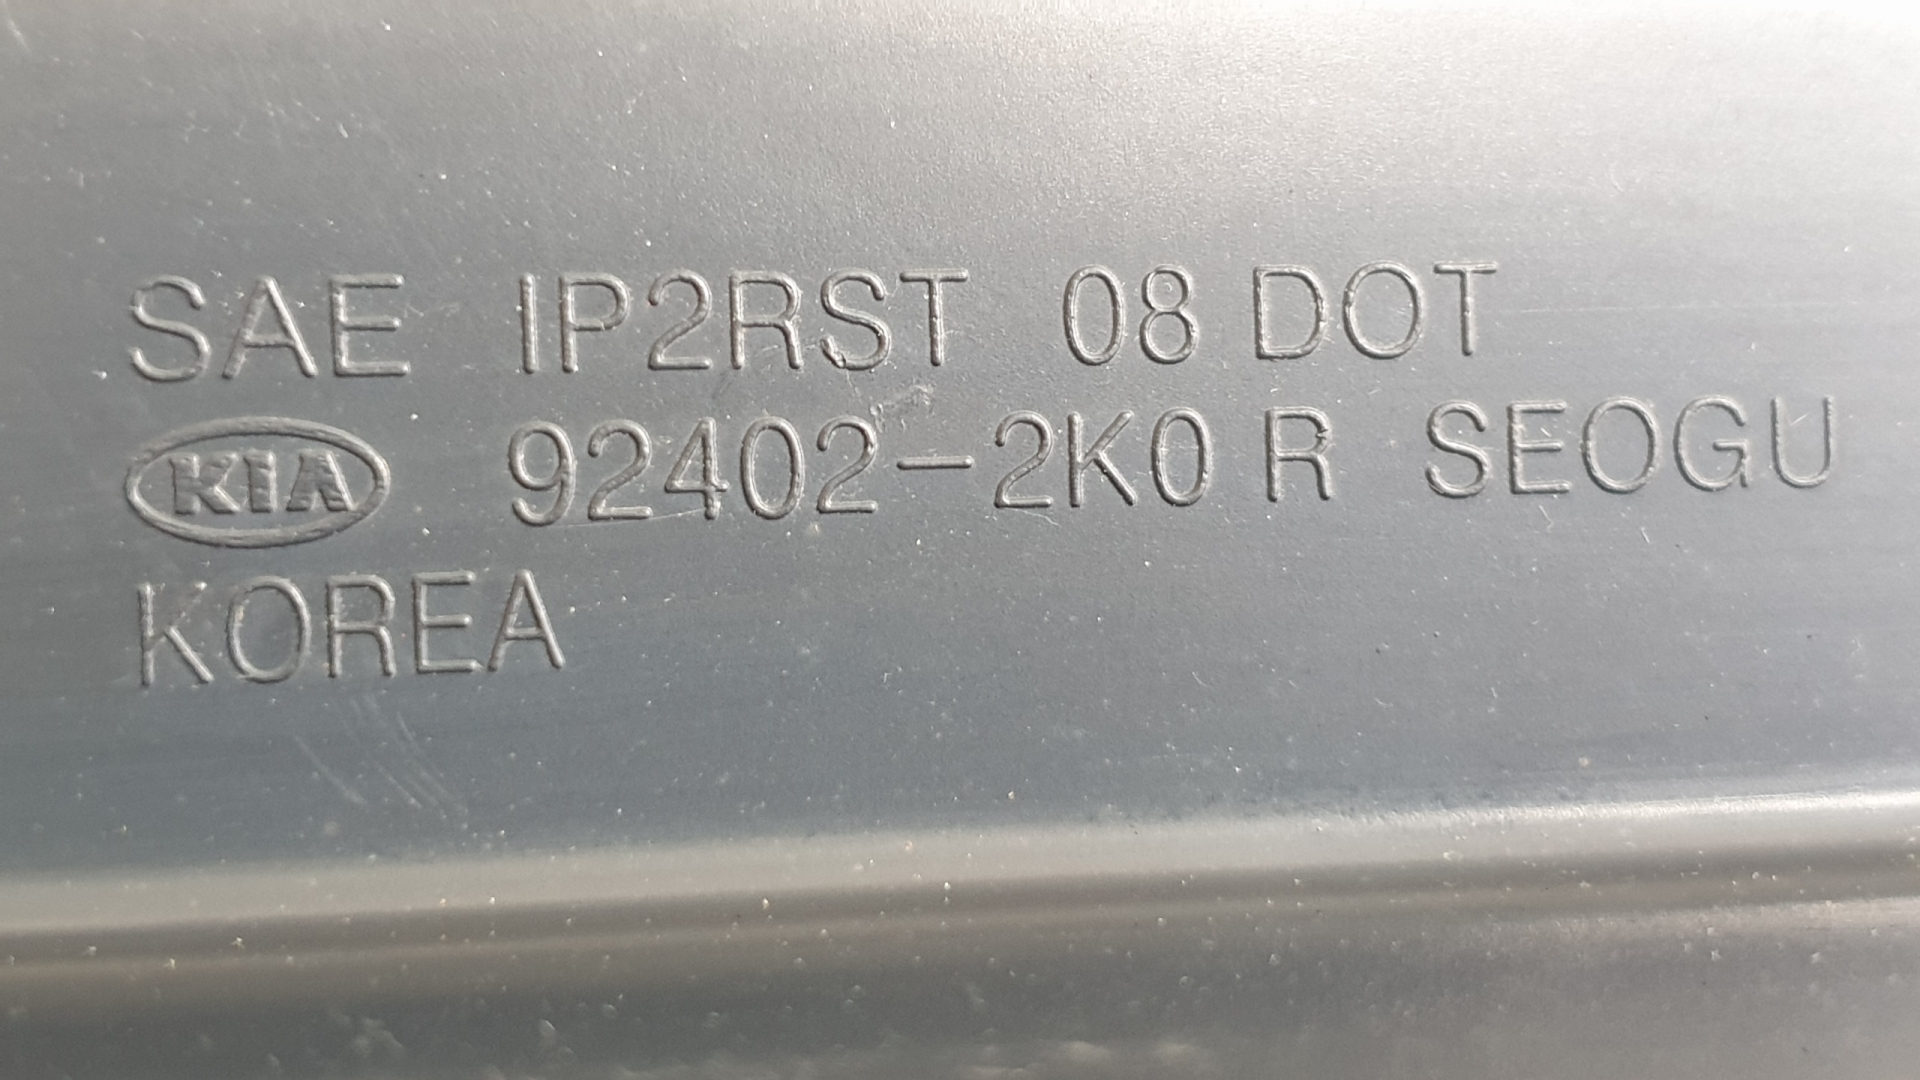 SAE IP2RST 08 DOT
KIA 92402-2K0 R SEOGU
KOREA